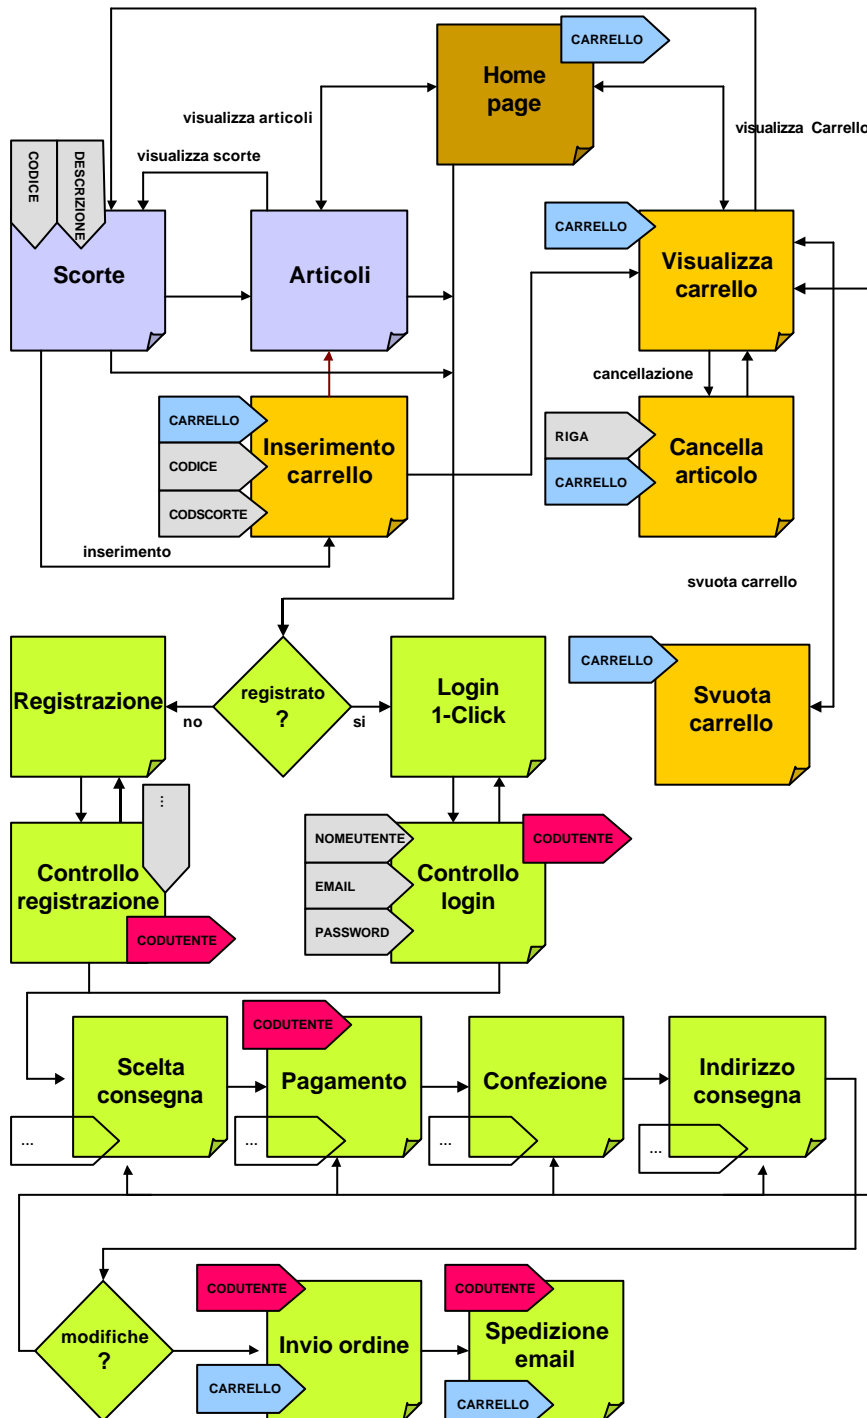 CARRELLO
Home
page
visualizza articoli
visualizza Carrello
visualizza scorte
CODICE
DESCRIZIONE
Scorte
Articoli
CARRELLO
Visualizza
carrello
cancellazione
CARRELLO
CODICE
CODSCORTE
Inserimento
carrello
RIGA
CARRELLO
Cancella
articolo
inserimento
svuota carrello
Registrazione
registrato
?
no
si
Login
1-Click
CARRELLO
Svuota
carrello
...
Controllo
registrazione
CODUTENTE
NOMEUTENTE
EMAIL
PASSWORD
Controllo
login
CODUTENTE
Scelta
consegna
...
CODUTENTE
Pagamento
...
Confezione
...
Indirizzo
consegna
...
modifiche
?
CODUTENTE
Invio ordine
CARRELLO
CODUTENTE
Spedizione
email
CARRELLO